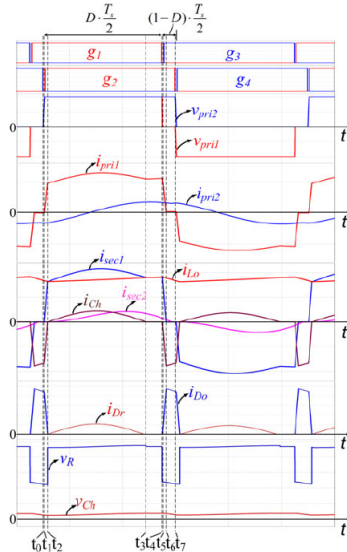 D·Ts/2 (1−D)·Ts/2
g1 g3
g2 g4
vpri2
0 t
vpri1
ipri1
ipri2
0 t
isec1
iLo
iCh isec2
0 t
iDr iDo
0 t
vR
vCh
0 t
t0t1t2 t3t4t5t6t7